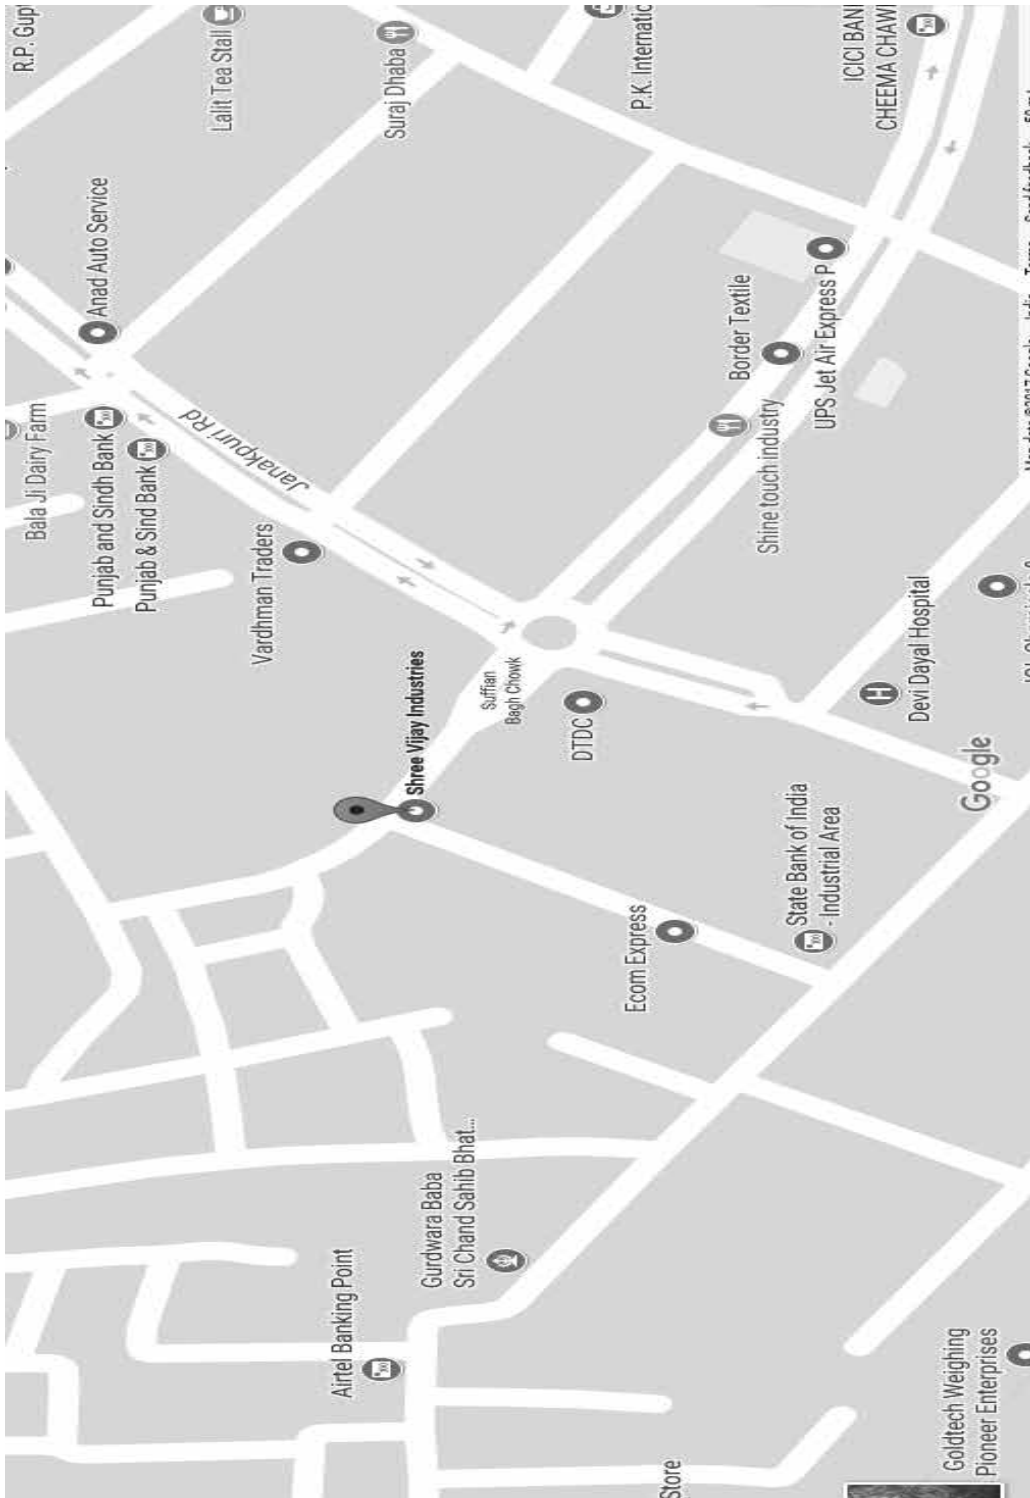 R.P. Gup
Lalit Tea Stall
Suraj Dhaba
P.K. Internatio
ICICI BAN
CHEEMA CHAW
Anad Auto Service
Bala Ji Dairy Farm
Punjab and Sindh Bank
Punjab & Sind Bank
Janakpuri Rd
Vardhman Traders
Border Textile
Shine touch industry
UPS Jet Air Express P
Shree Vijay Industries
Suffian
Bagh Chowk
DTDC
Devi Dayal Hospital
Google
State Bank of India
- Industrial Area
Ecom Express
Gurdwara Baba
Sri Chand Sahib Bhat...
Airtel Banking Point
Goldtech Weighing
Pioneer Enterprises
Store